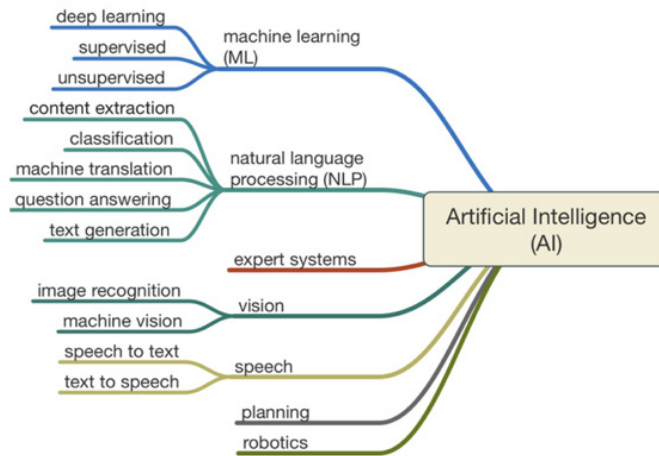 deep learning
supervised
unsupervised
machine learning
(ML)
content extraction
classification
machine translation
question answering
text generation
natural language
processing (NLP)
Artificial Intelligence
(AI)
expert systems
image recognition
machine vision
vision
speech to text
text to speech
speech
planning
robotics